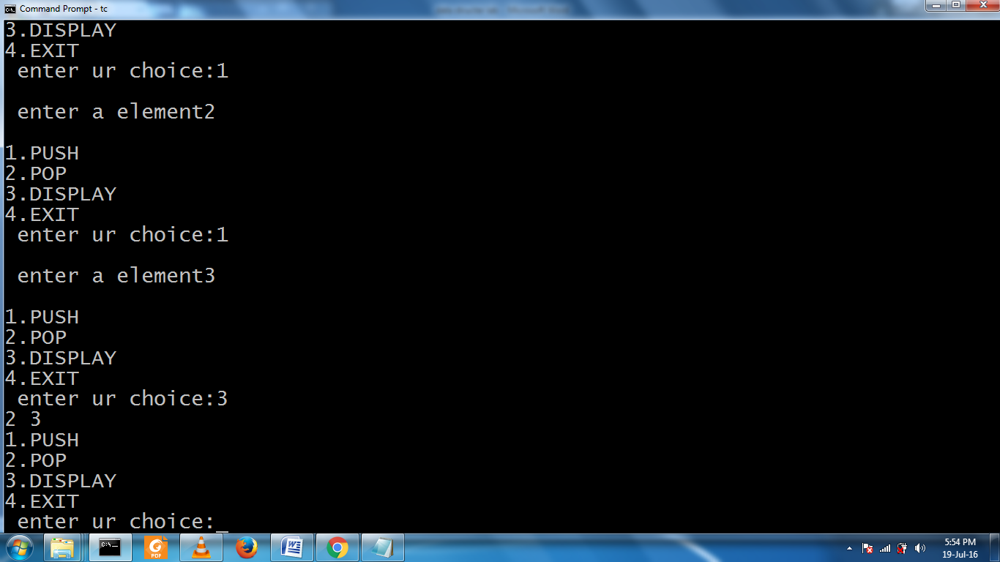 Command Prompt - tc
3.DISPLAY
4.EXIT
enter ur choice:1
enter a element2
1.PUSH
2.POP
3.DISPLAY
4.EXIT
enter ur choice:1
enter a element3
1.PUSH
2.POP
3.DISPLAY
4.EXIT
enter ur choice:3
2 3
1.PUSH
2.POP
3.DISPLAY
4.EXIT
enter ur choice:_
PDF
5:54 PM
19-Jul-16